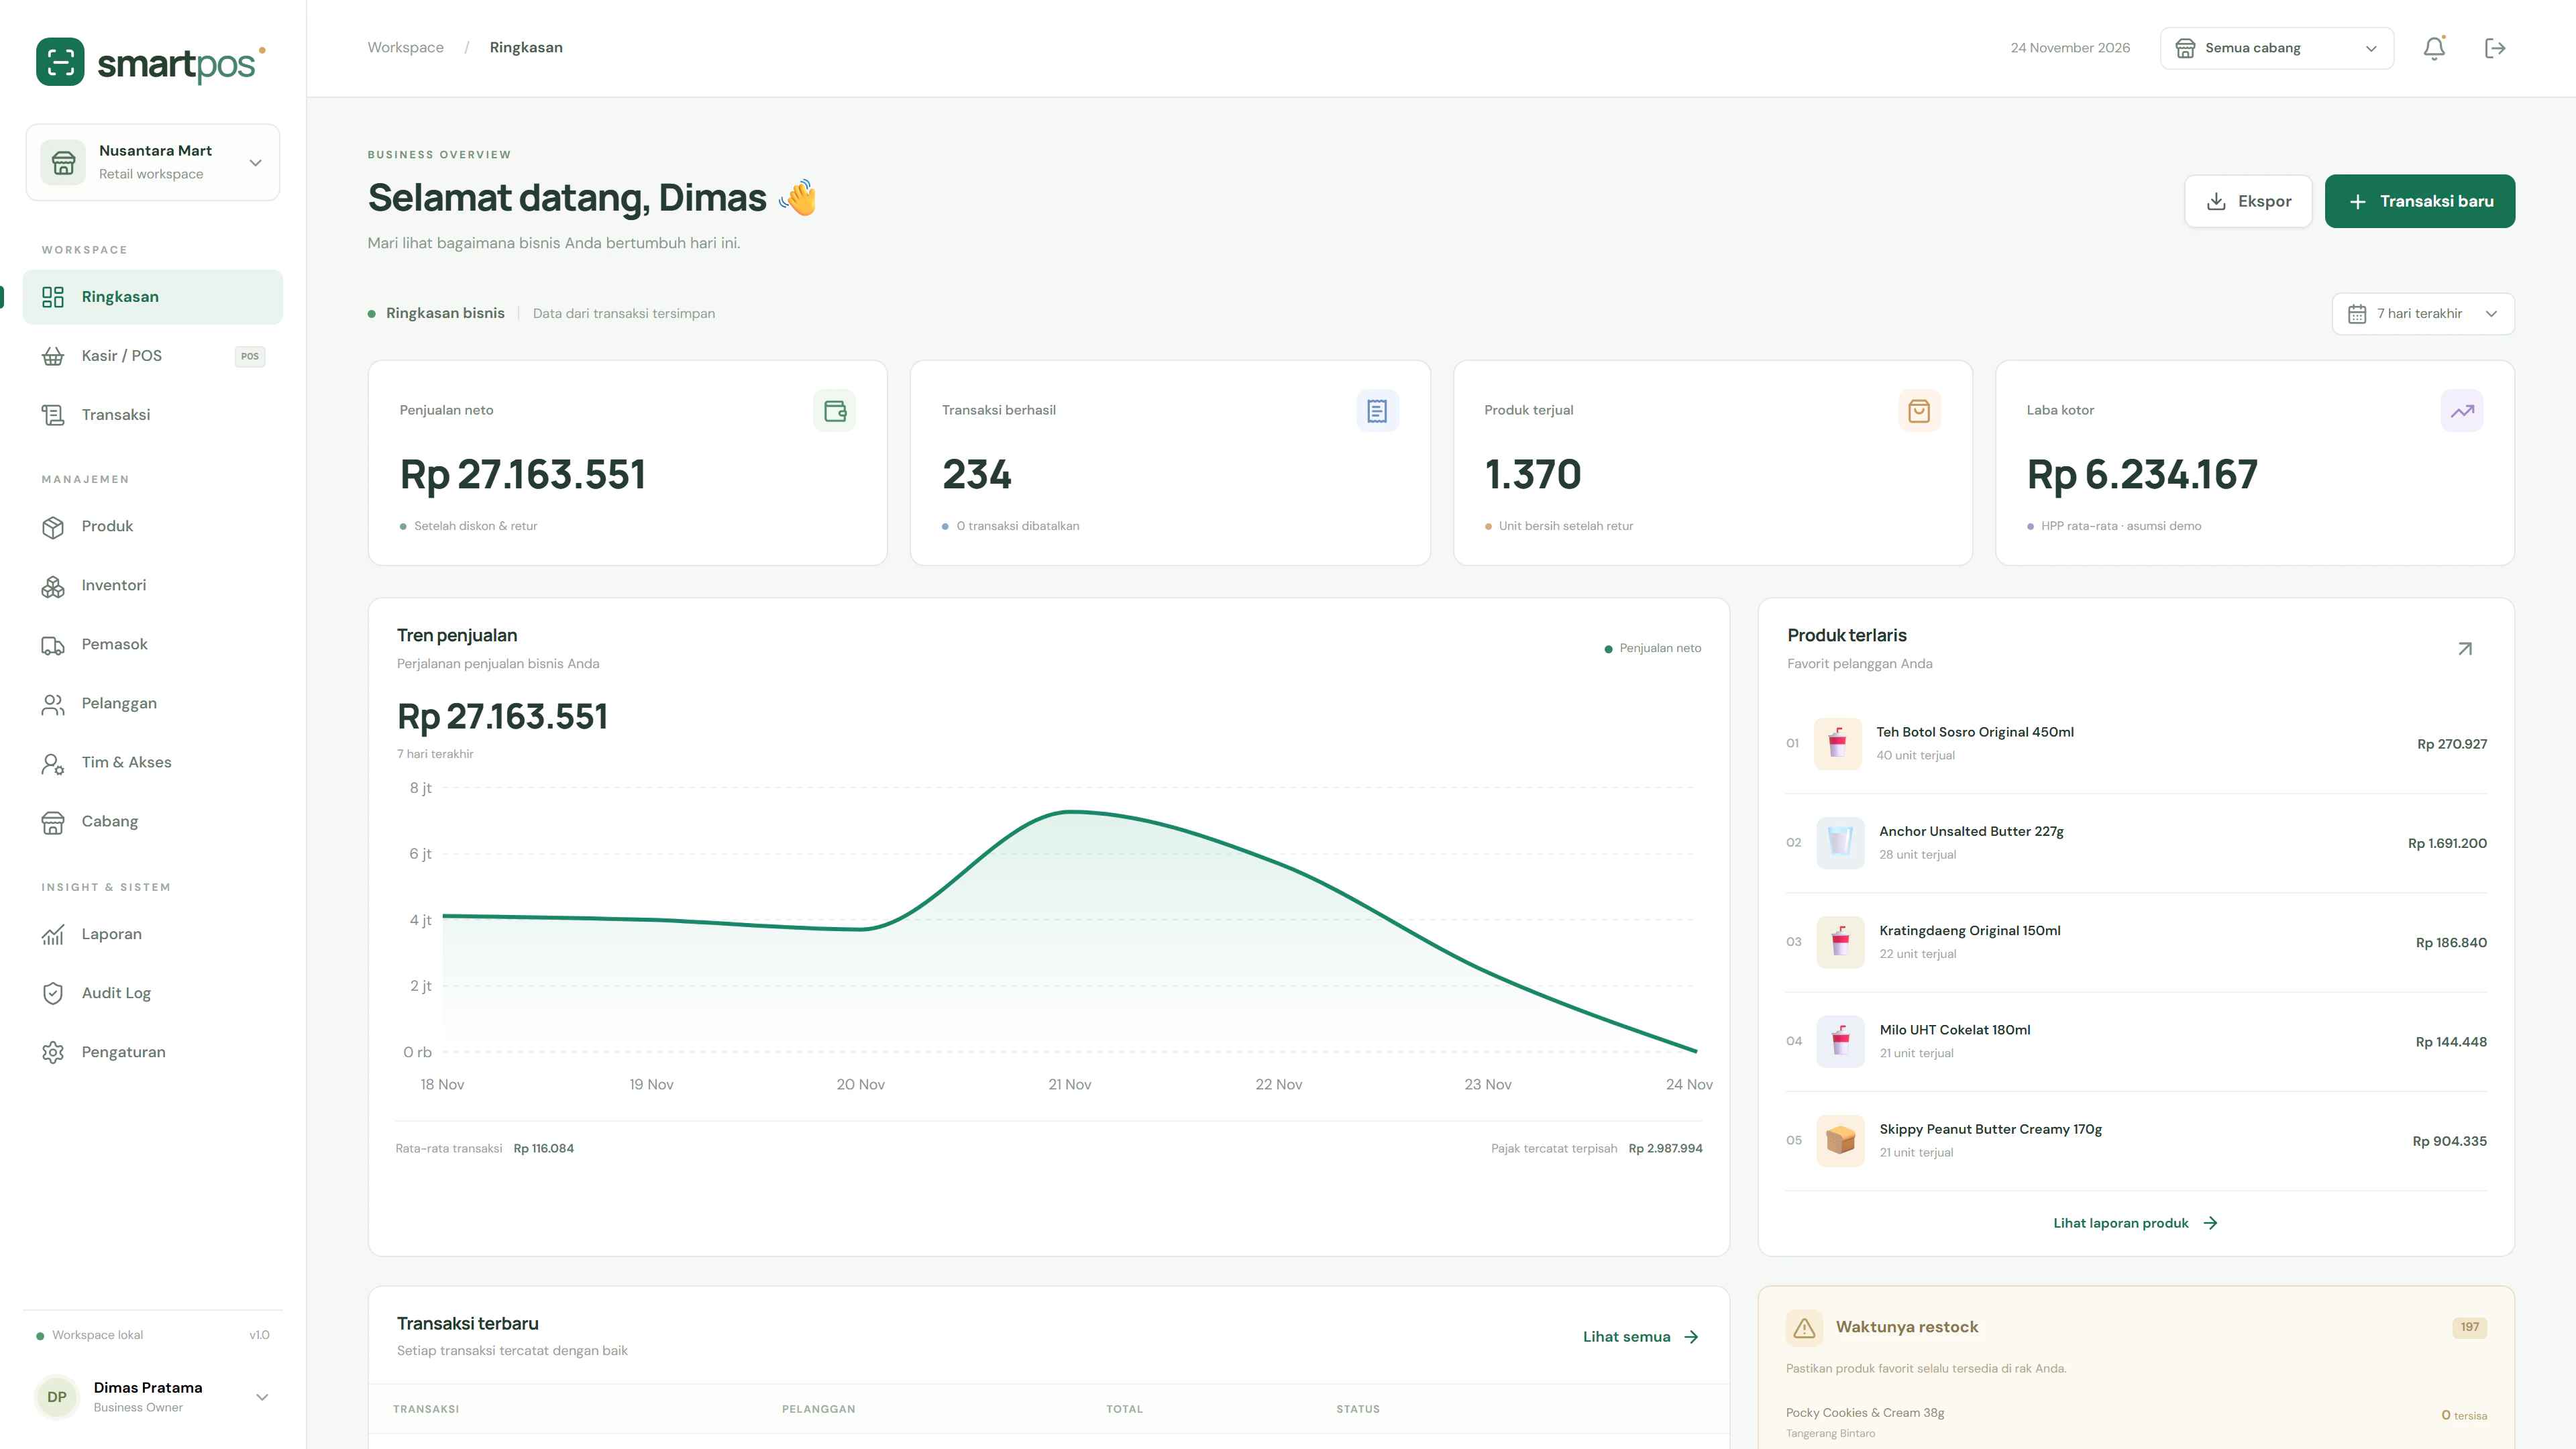 smartpos
Nusantara Mart
Retail workspace
WORKSPACE
Ringkasan
Kasir / POS
POS
Transaksi
MANAJEMEN
Produk
Inventori
Pemasok
Pelanggan
Tim & Akses
Cabang
INSIGHT & SISTEM
Laporan
Audit Log
Pengaturan
Workspace lokal
v1.0
DP
Dimas Pratama
Business Owner
Workspace / Ringkasan
24 November 2026
Semua cabang
BUSINESS OVERVIEW
Selamat datang, Dimas 👋
Mari lihat bagaimana bisnis Anda bertumbuh hari ini.
Ekspor
Transaksi baru
Ringkasan bisnis
Data dari transaksi tersimpan
7 hari terakhir
Penjualan neto
Rp 27.163.551
Setelah diskon & retur
Transaksi berhasil
234
0 transaksi dibatalkan
Produk terjual
1.370
Unit bersih setelah retur
Laba kotor
Rp 6.234.167
HPP rata-rata · asumsi demo
Tren penjualan
Perjalanan penjualan bisnis Anda
Penjualan neto
Rp 27.163.551
7 hari terakhir
8 jt
6 jt
4 jt
2 jt
0 rb
18 Nov
19 Nov
20 Nov
21 Nov
22 Nov
23 Nov
24 Nov
Rata-rata transaksi Rp 116.084
Pajak tercatat terpisah Rp 2.987.994
Produk terlaris
Favorit pelanggan Anda
01
Teh Botol Sosro Original 450ml
40 unit terjual
Rp 270.927
02
Anchor Unsalted Butter 227g
28 unit terjual
Rp 1.691.200
03
Kratingdaeng Original 150ml
22 unit terjual
Rp 186.840
04
Milo UHT Cokelat 180ml
21 unit terjual
Rp 144.448
05
Skippy Peanut Butter Creamy 170g
21 unit terjual
Rp 904.335
Lihat laporan produk
Transaksi terbaru
Setiap transaksi tercatat dengan baik
Lihat semua
TRANSAKSI
PELANGGAN
TOTAL
STATUS
Waktunya restock
197
Pastikan produk favorit selalu tersedia di rak Anda.
Pocky Cookies & Cream 38g
Tangerang Bintaro
0 tersisa